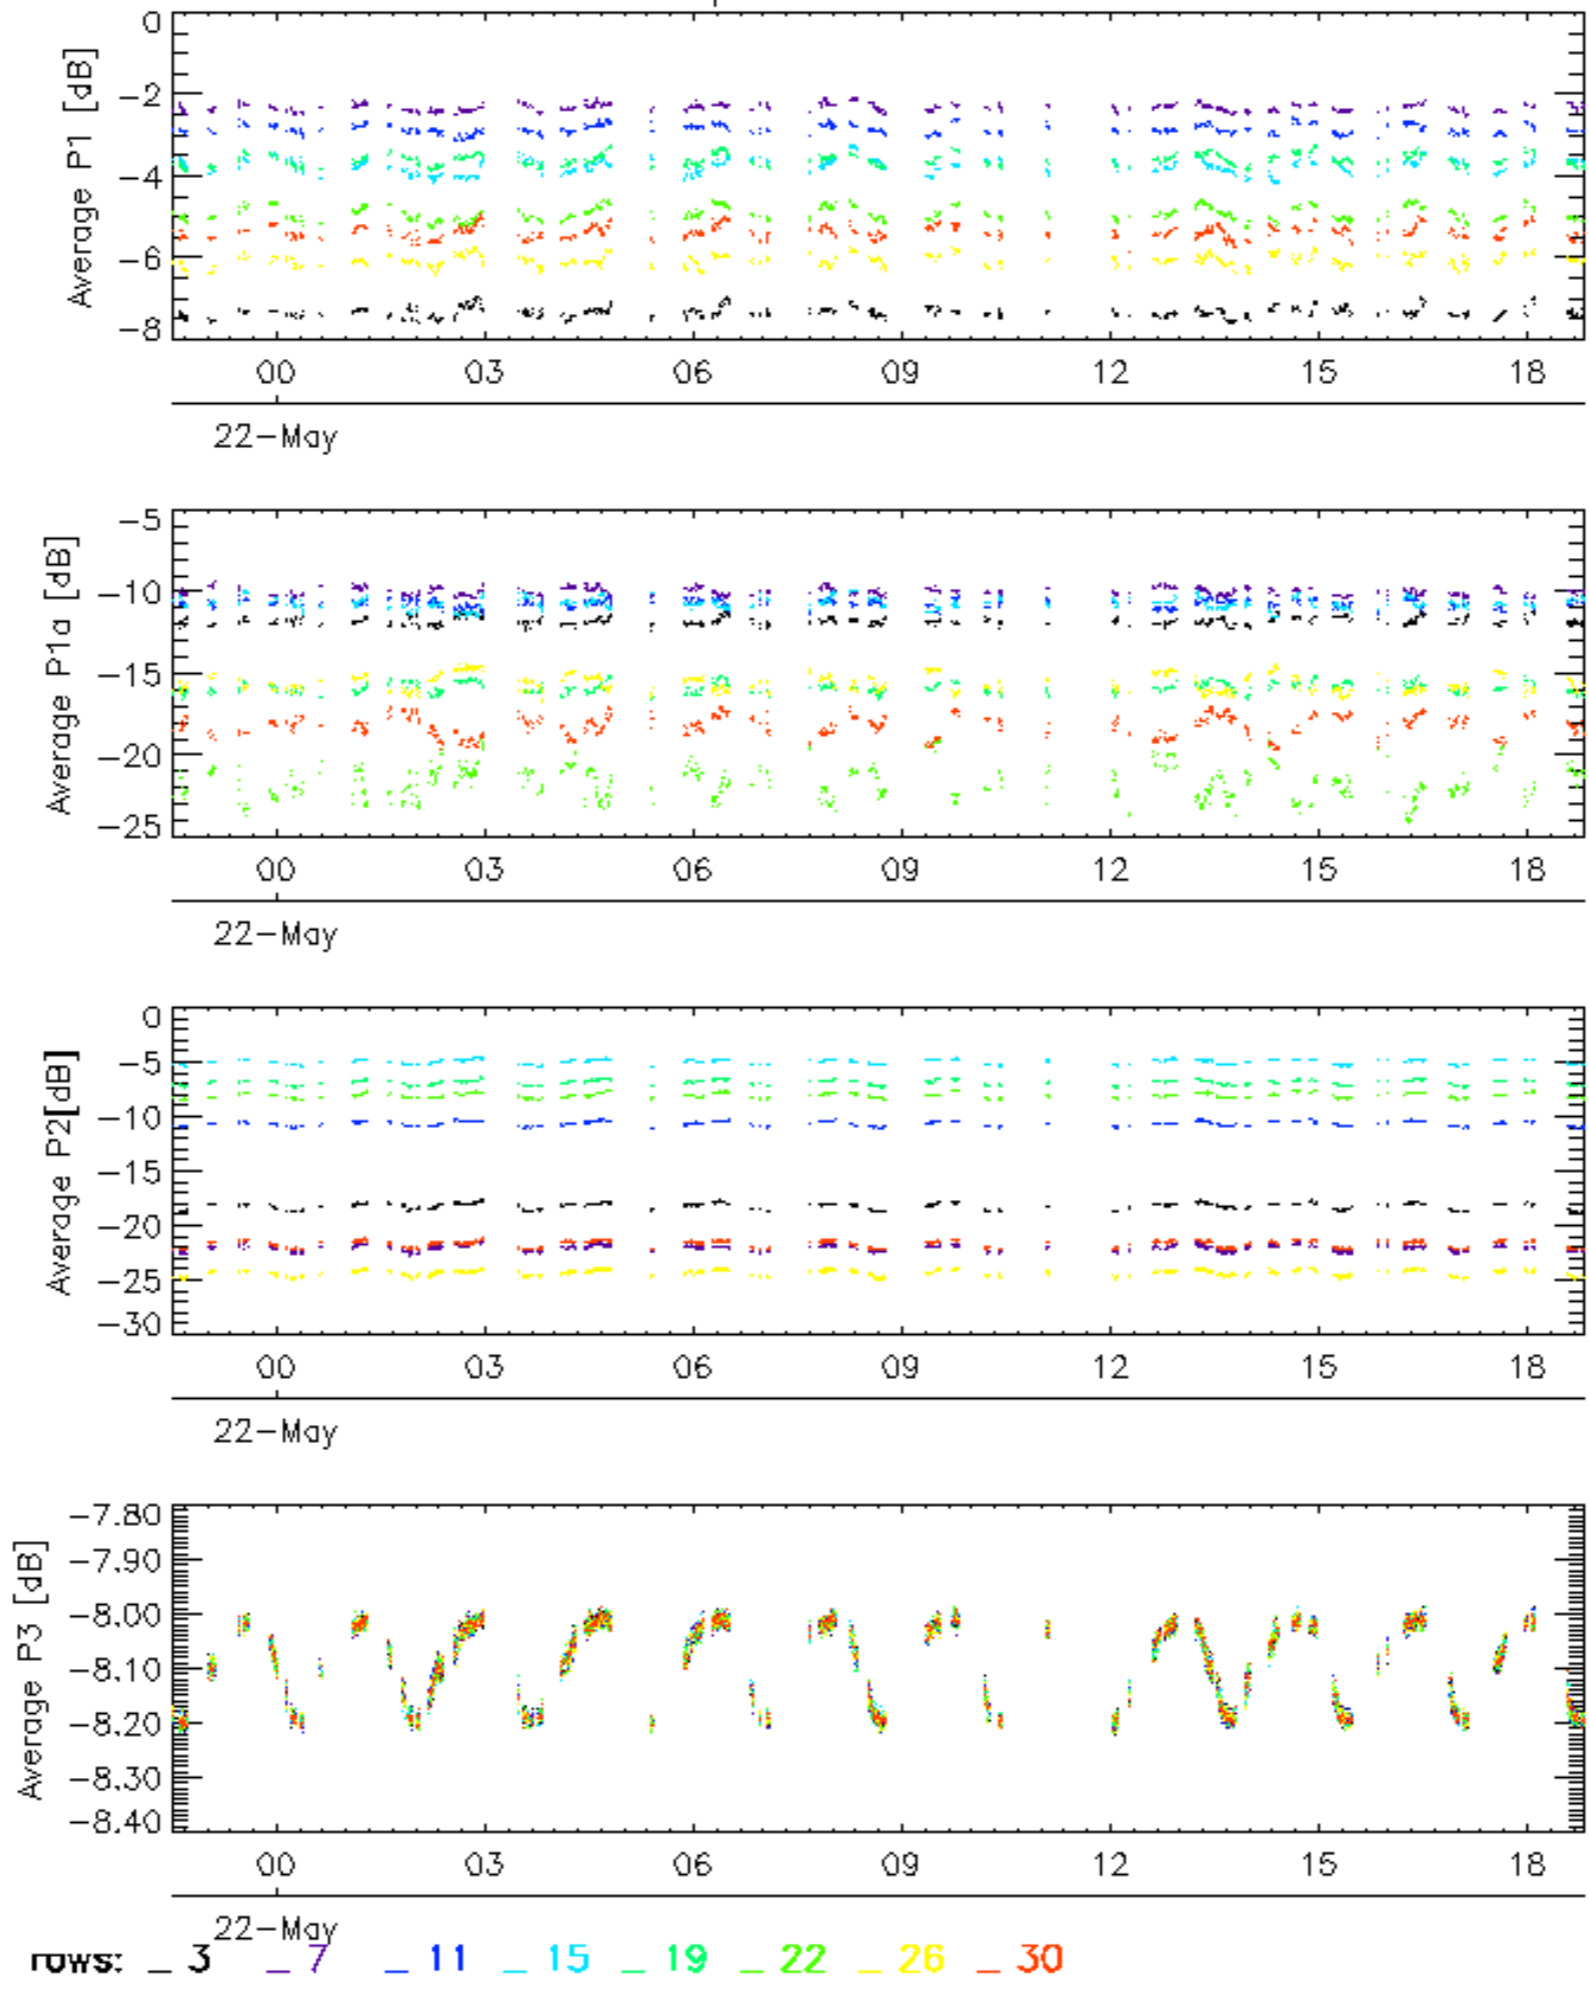 0
-2
-4
-6
-8
Average P1 [dB]
00 03 06 09 12 15 18
22-May
-5
-10
-15
-20
-25
Average P1a [dB]
00 03 06 09 12 15 18
22-May
0
-5
-10
-15
-20
-25
-30
Average P2[dB]
00 03 06 09 12 15 18
22-May
-7.80
-7.90
-8.00
-8.10
-8.20
-8.30
-8.40
Average P3 [dB]
00 03 06 09 12 15 18
22-May
rows: _ 3 _ 7 _ 11 _ 15 _ 19 _ 22 _ 26 _ 30